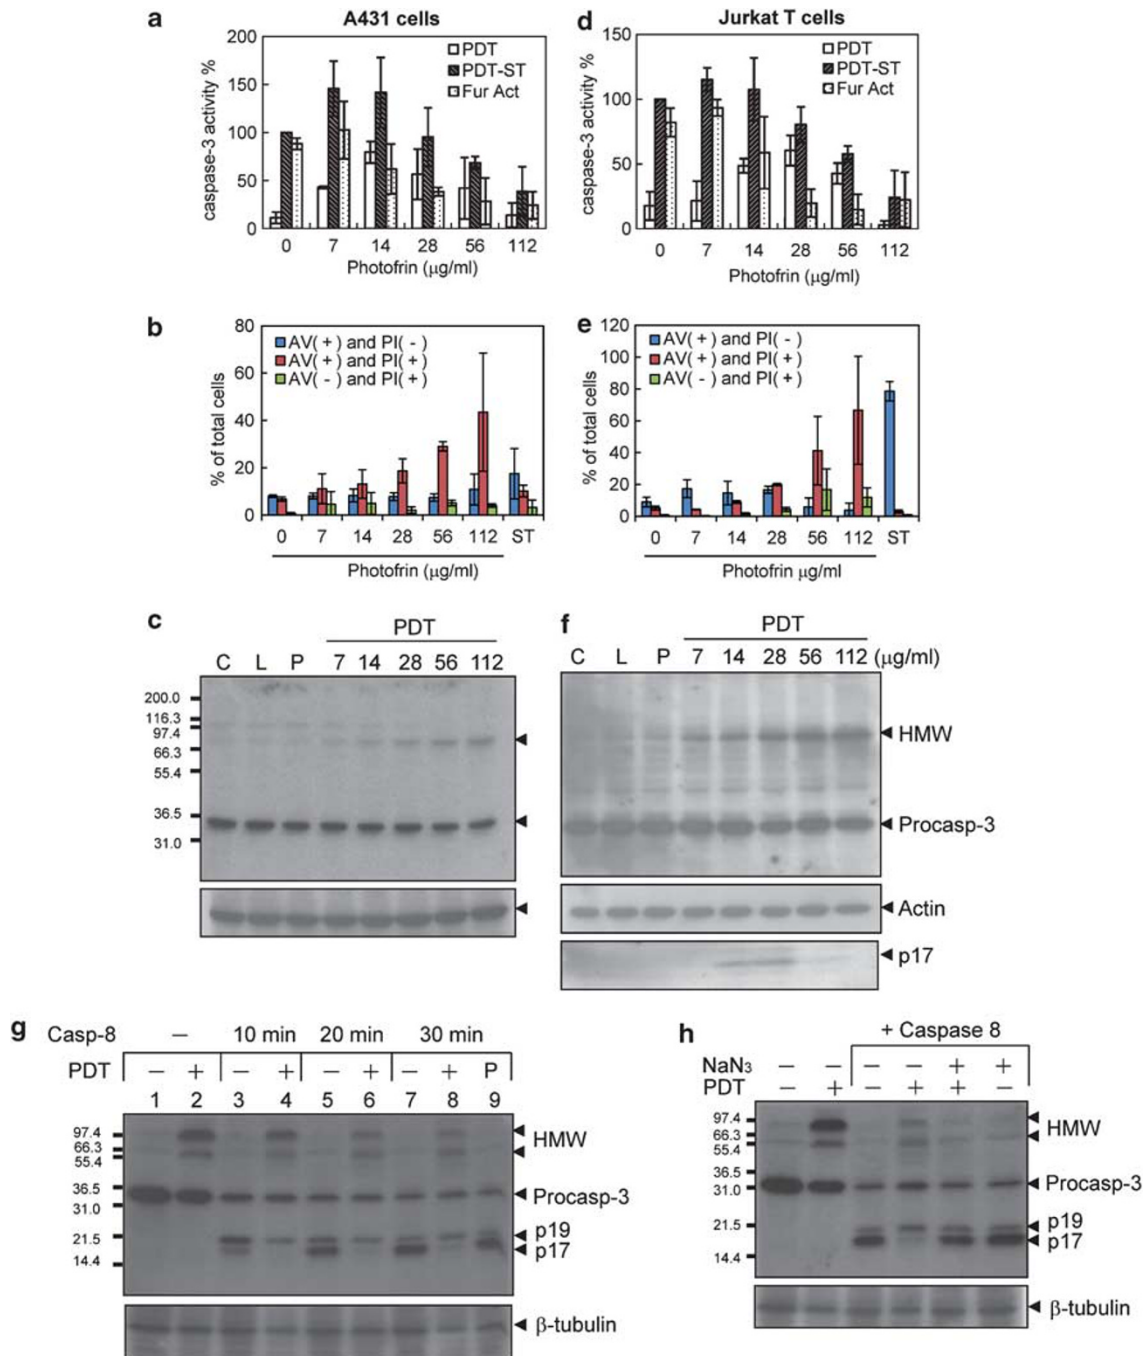 a
A431 cells
200
150
100
50
0
caspase-3 activity %
PDT
PDT-ST
Fur Act
0 7 14 28 56 112
Photofrin (µg/ml)
d
Jurkat T cells
150
100
50
0
caspase-3 activity %
PDT
PDT-ST
Fur Act
0 7 14 28 56 112
Photofrin (µg/ml)
b
80
60
40
20
0
% of total cells
AV(+) and PI(-)
AV(+) and PI(+)
AV(-) and PI(+)
0 7 14 28 56 112 ST
Photofrin (µg/ml)
e
120
100
80
60
40
20
0
% of total cells
AV(+) and PI(-)
AV(+) and PI(+)
AV(-) and PI(+)
0 7 14 28 56 112 ST
Photofrin µg/ml
c
PDT
C L P 7 14 28 56 112
200.0
116.3
97.4
66.3
55.4
36.5
31.0
f
PDT
C L P 7 14 28 56 112 (µg/ml)
HMW
Procasp-3
Actin
p17
g
Casp-8 – 10 min 20 min 30 min
PDT – + – + – + – + P
1 2 3 4 5 6 7 8 9
97.4
66.3
55.4
36.5
31.0
21.5
14.4
HMW
Procasp-3
p19
p17
β-tubulin
h
+ Caspase 8
NaN3 – – – – + +
PDT – + – + + –
97.4
66.3
55.4
36.5
31.0
21.5
14.4
HMW
Procasp-3
p19
p17
β-tubulin